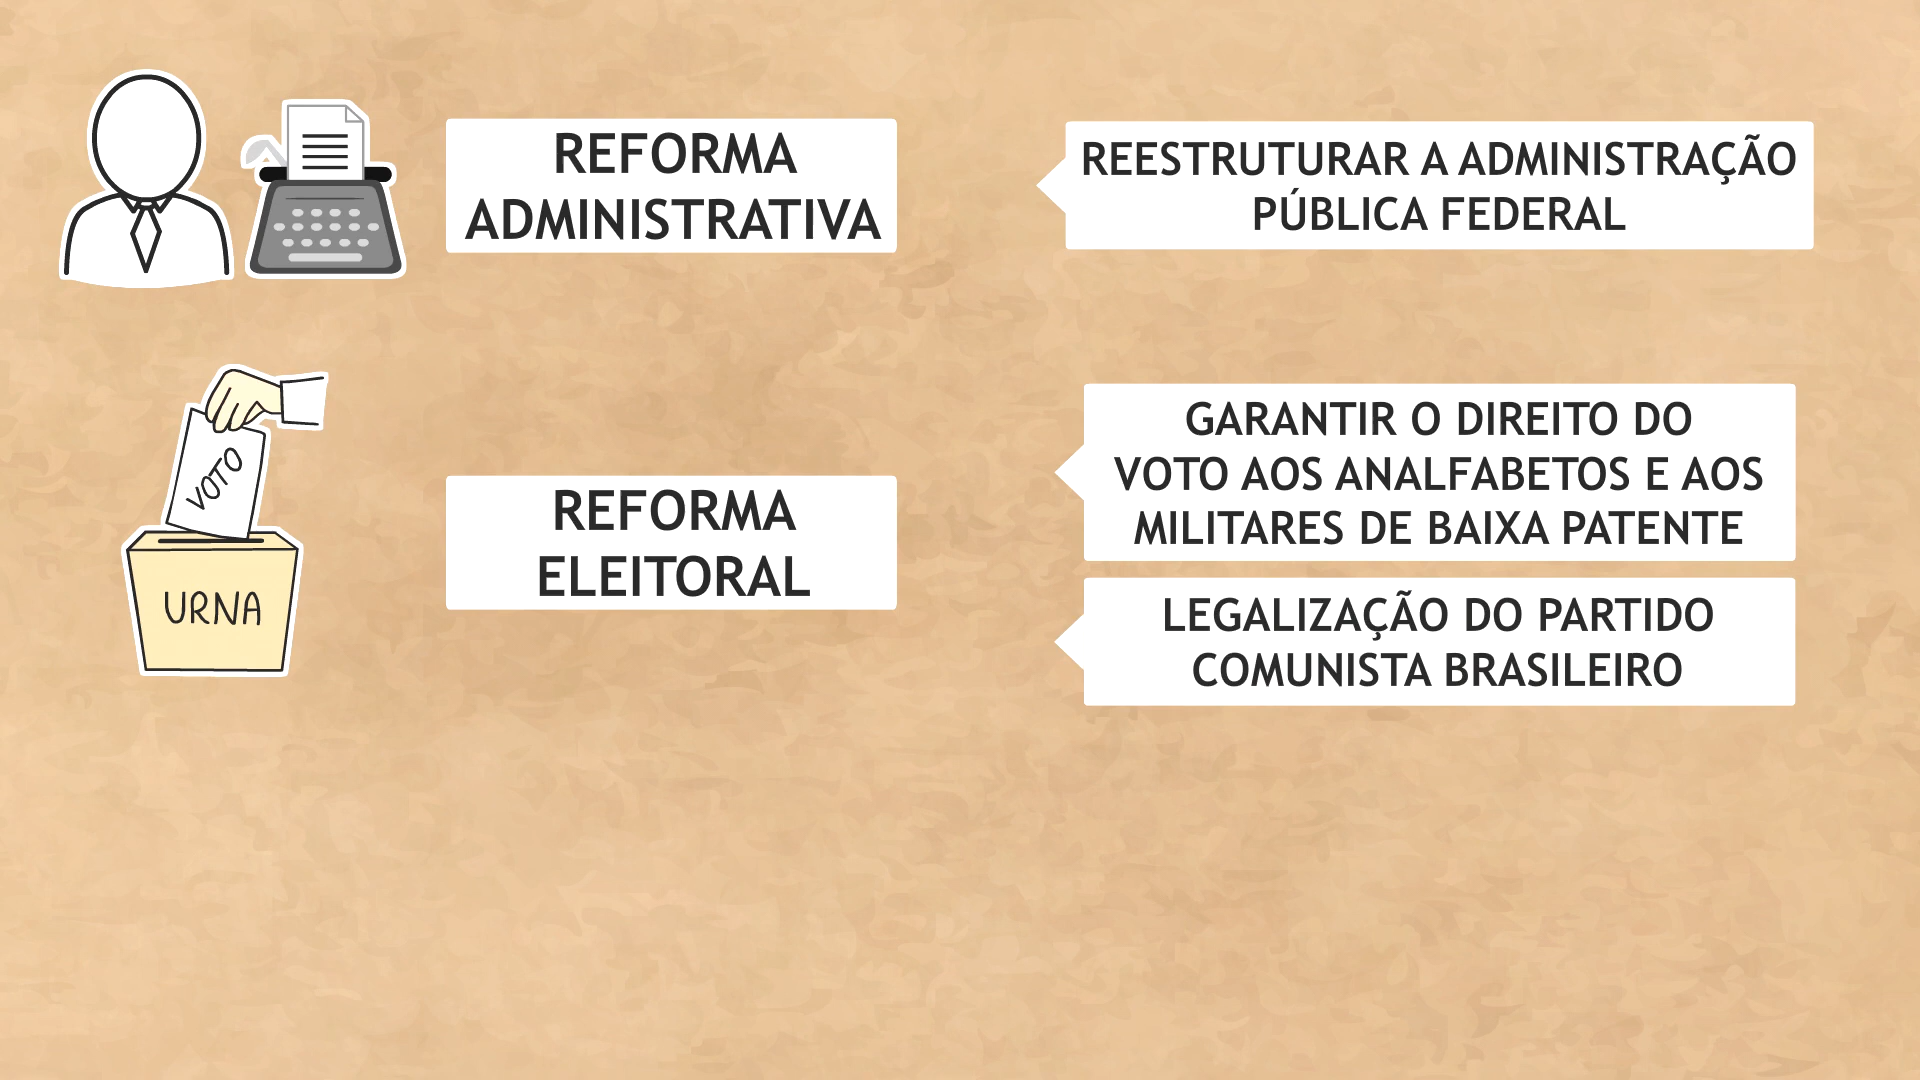 REFORMA
ADMINISTRATIVA
REESTRUTURAR A ADMINISTRAÇÃO
PÚBLICA FEDERAL
VOTO
URNA
REFORMA
ELEITORAL
GARANTIR O DIREITO DO
VOTO AOS ANALFABETOS E AOS
MILITARES DE BAIXA PATENTE
LEGALIZAÇÃO DO PARTIDO
COMUNISTA BRASILEIRO